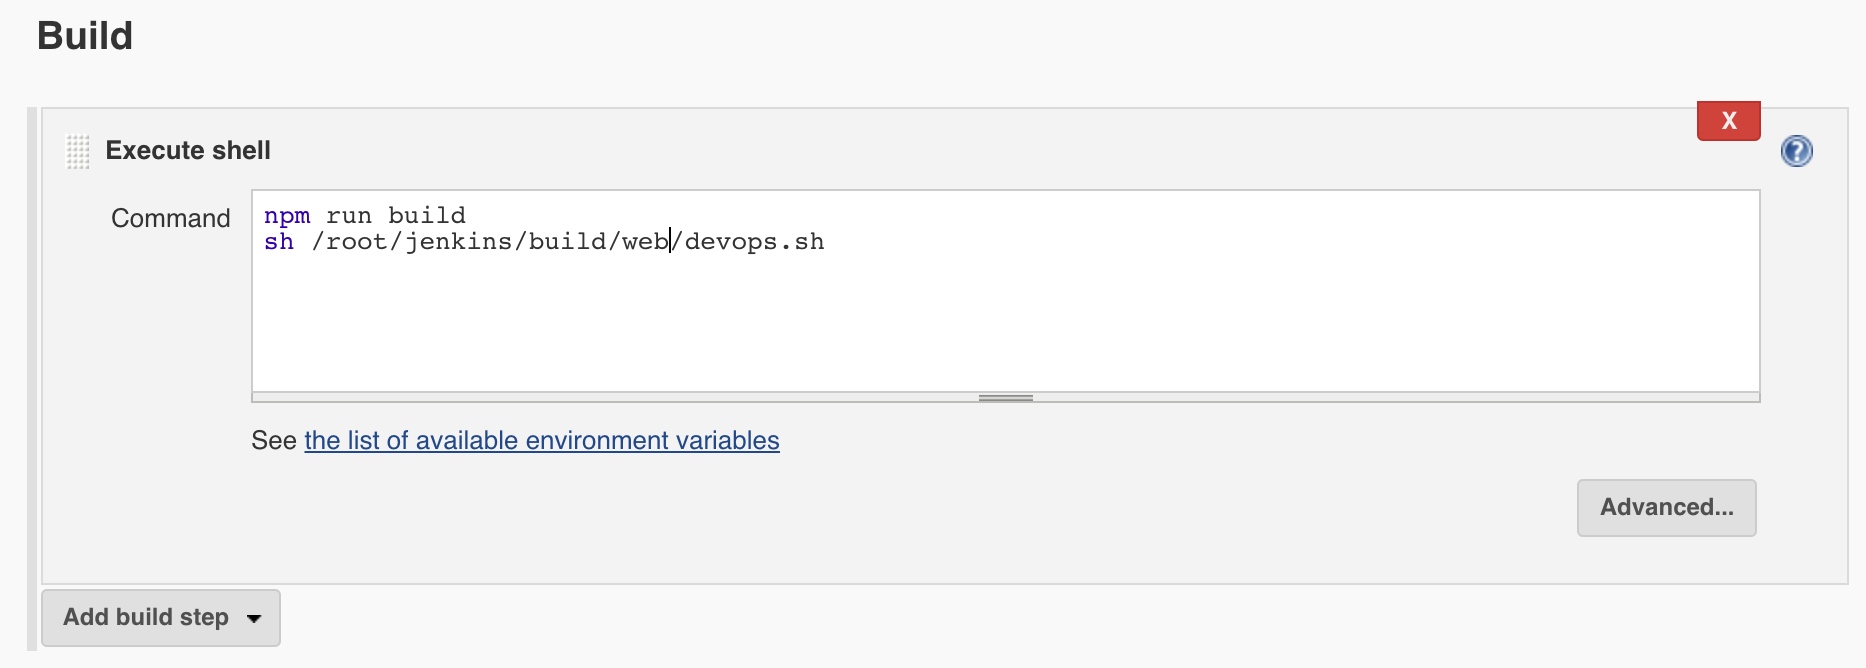 Build
X
Execute shell
?
Command
npm run build
sh /root/jenkins/build/web/devops.sh
See the list of available environment variables
Advanced...
Add build step